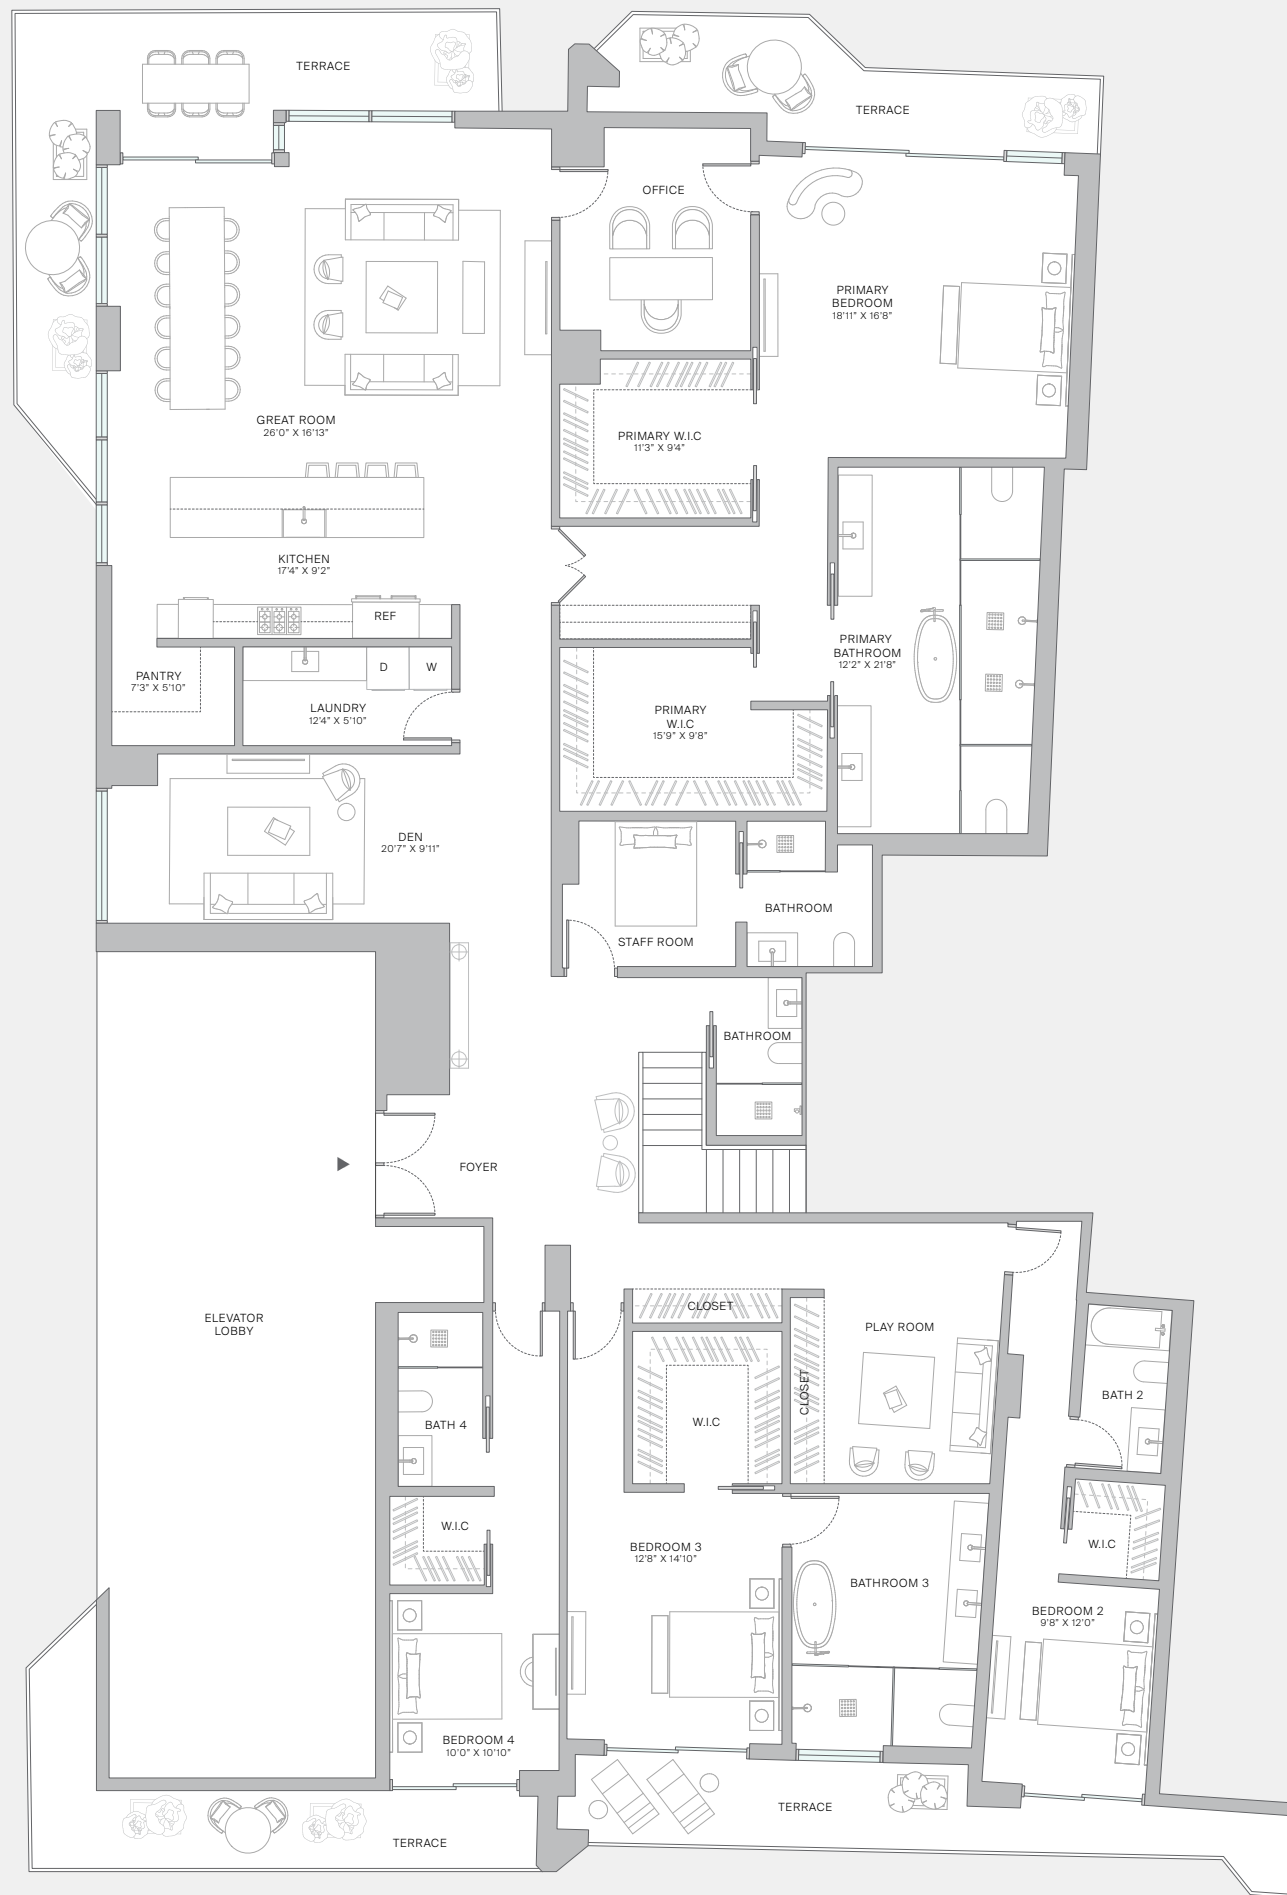 TERRACE
TERRACE
OFFICE
PRIMARY
BEDROOM
18'11" X 16'8"
GREAT ROOM
26'0" X 16'13"
PRIMARY W.I.C
11'3" X 9'4"
KITCHEN
17'4" X 9'2"
REF
PRIMARY
BATHROOM
12'2" X 21'8"
PANTRY
7'3" X 5'10"
D
W
LAUNDRY
12'4" X 5'10"
PRIMARY
W.I.C
15'9" X 9'8"
DEN
20'7" X 9'11"
BATHROOM
STAFF ROOM
BATHROOM
FOYER
ELEVATOR
LOBBY
CLOSET
PLAY ROOM
CLOSET
BATH 2
BATH 4
W.I.C
W.I.C
W.I.C
BEDROOM 3
12'8" X 14'10"
BATHROOM 3
BEDROOM 2
9'8" X 12'0"
BEDROOM 4
10'0" X 10'10"
TERRACE
TERRACE